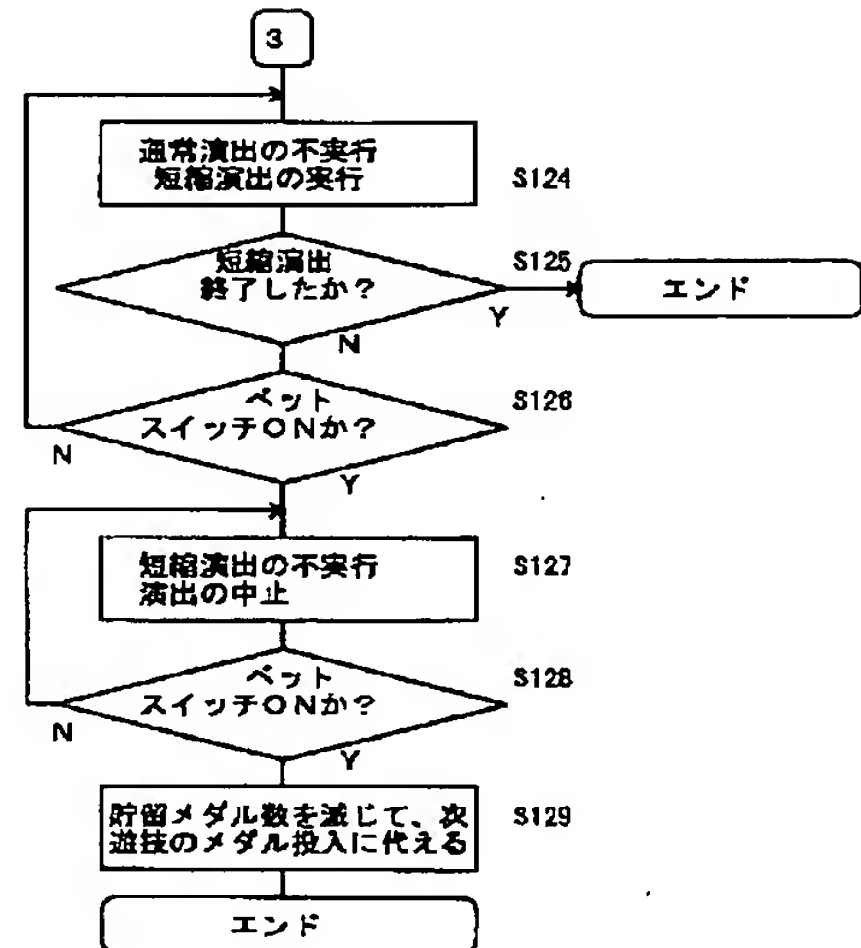 3
通常演出の不実行
短縮演出の実行
S124
短縮演出
終了したか？
S125
エンド
Y
N
ベット
スイッチONか？
S126
N
Y
短縮演出の不実行
演出の中止
S127
ベット
スイッチONか？
S128
N
Y
貯留メダル数を減じて、次
遊技のメダル投入に代える
S129
エンド